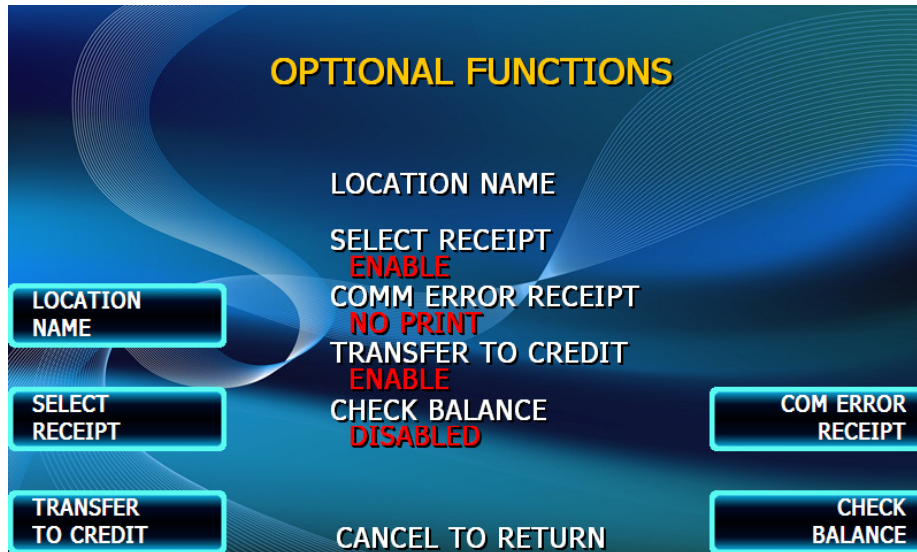 OPTIONAL FUNCTIONS
LOCATION NAME
SELECT RECEIPT
ENABLE
COMM ERROR RECEIPT
NO PRINT
TRANSFER TO CREDIT
ENABLE
CHECK BALANCE
DISABLED
CANCEL TO RETURN
LOCATION
NAME
SELECT
RECEIPT
TRANSFER
TO CREDIT
COM ERROR
RECEIPT
CHECK
BALANCE